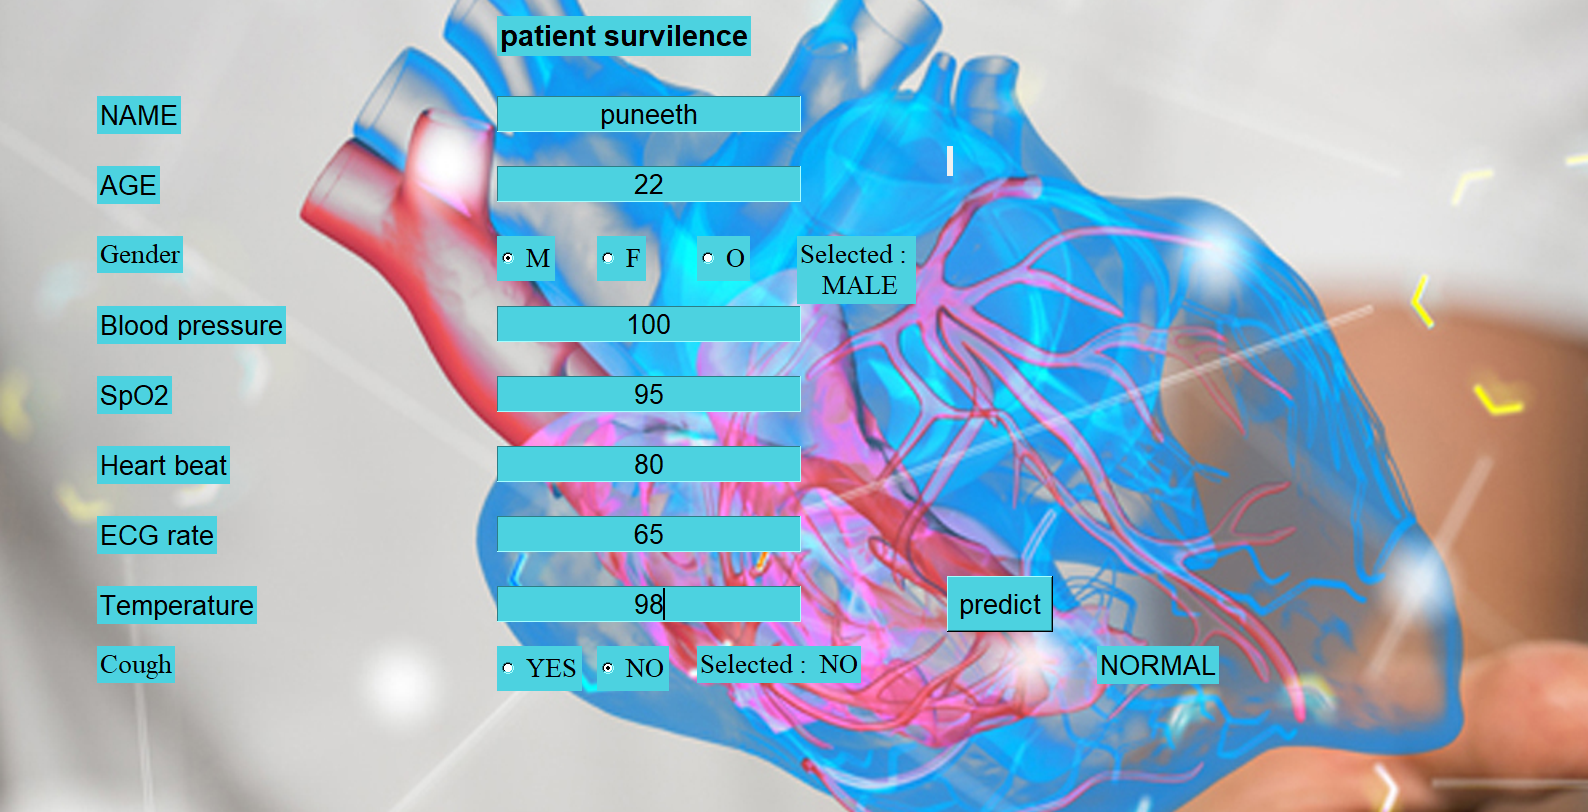 patient survilence
NAME puneeth
AGE 22
Gender M F O Selected :
MALE
Blood pressure 100
SpO2 95
Heart beat 80
ECG rate 65
Temperature 98 predict
Cough YES NO Selected : NO NORMAL